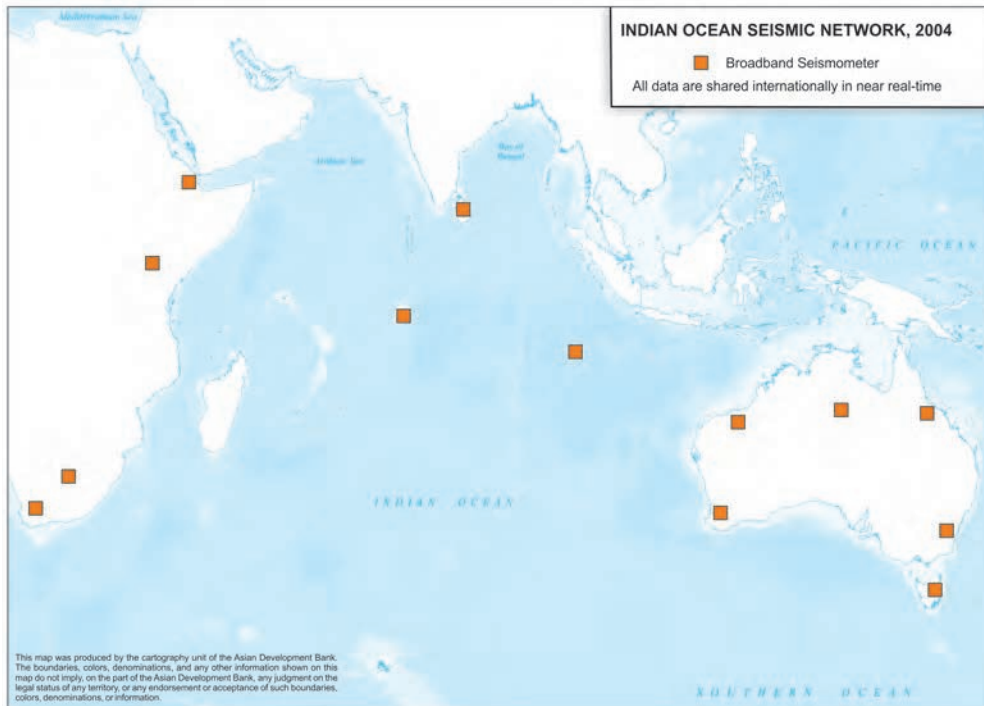 Mediterranean Sea
INDIAN OCEAN SEISMIC NETWORK, 2004
Broadband Seismometer
All data are shared internationally in near real-time
Persian Gulf
Red Sea
Arabian Sea
Bay of
Bengal
PACIFIC OCEAN
INDIAN OCEAN
This map was produced by the cartography unit of the Asian Development Bank.
The boundaries, colors, denominations, and any other information shown on this
map do not imply, on the part of the Asian Development Bank, any judgment on the
legal status of any territory, or any endorsement or acceptance of such boundaries,
colors, denominations, or information.
SOUTHERN OCEAN